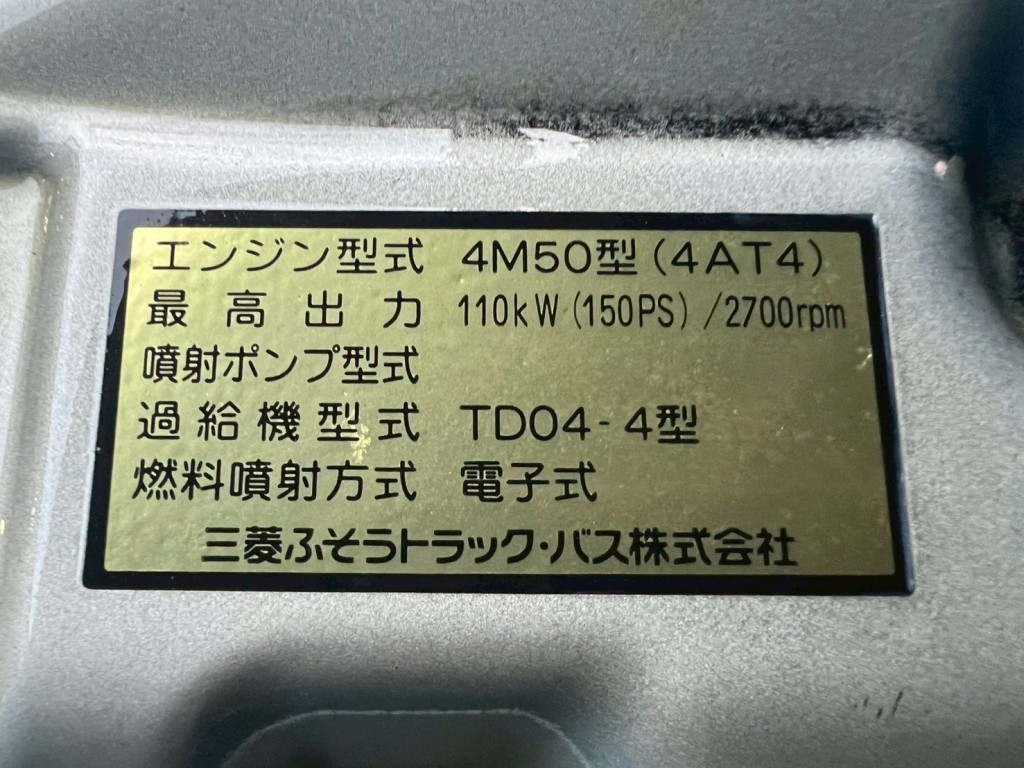 エンジン型式 4M50型(4AT4)
最高出力 110kW(150PS)/2700rpm
噴射ポンプ型式
過給機型式 TD04-4型
燃料噴射方式 電子式
三菱ふそうトラック・バス株式会社